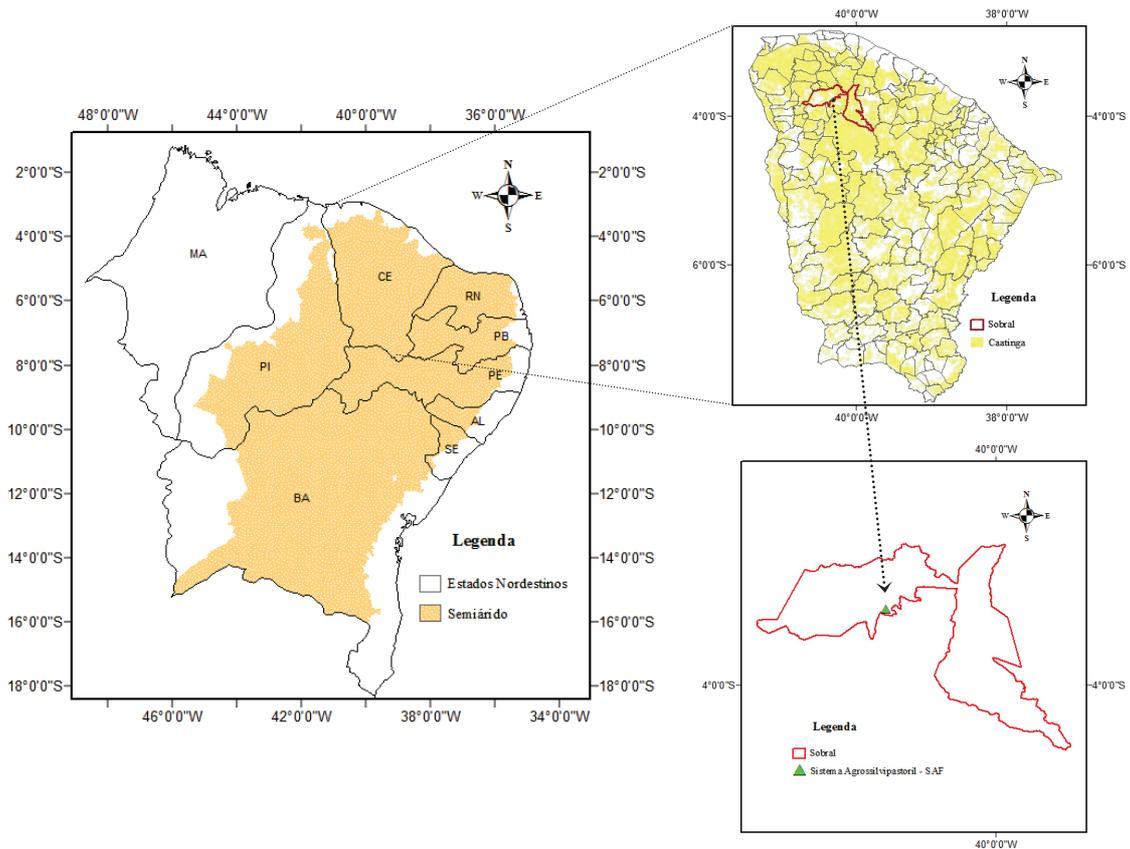 48°0'0"W
44°0'0"W
40°0'0"W
36°0'0"W
2°0'0"S
4°0'0"S
6°0'0"S
8°0'0"S
10°0'0"S
12°0'0"S
14°0'0"S
16°0'0"S
18°0'0"S
N
W
E
S
MA
CE
RN
PB
PI
PE
AL
SE
BA
Legenda
Estados Nordestinos
Semiárido
2°0'0"S
4°0'0"S
6°0'0"S
8°0'0"S
10°0'0"S
12°0'0"S
14°0'0"S
16°0'0"S
18°0'0"S
46°0'0"W
42°0'0"W
38°0'0"W
34°0'0"W
40°0'0"W
38°0'0"W
N
W
E
S
4°0'0"S
4°0'0"S
6°0'0"S
6°0'0"S
Legenda
Sobral
Caatinga
40°0'0"W
38°0'0"W
40°0'0"W
N
W
E
S
4°0'0"S
4°0'0"S
Legenda
Sobral
Sistema Agrossilvipastoril - SAF
40°0'0"W